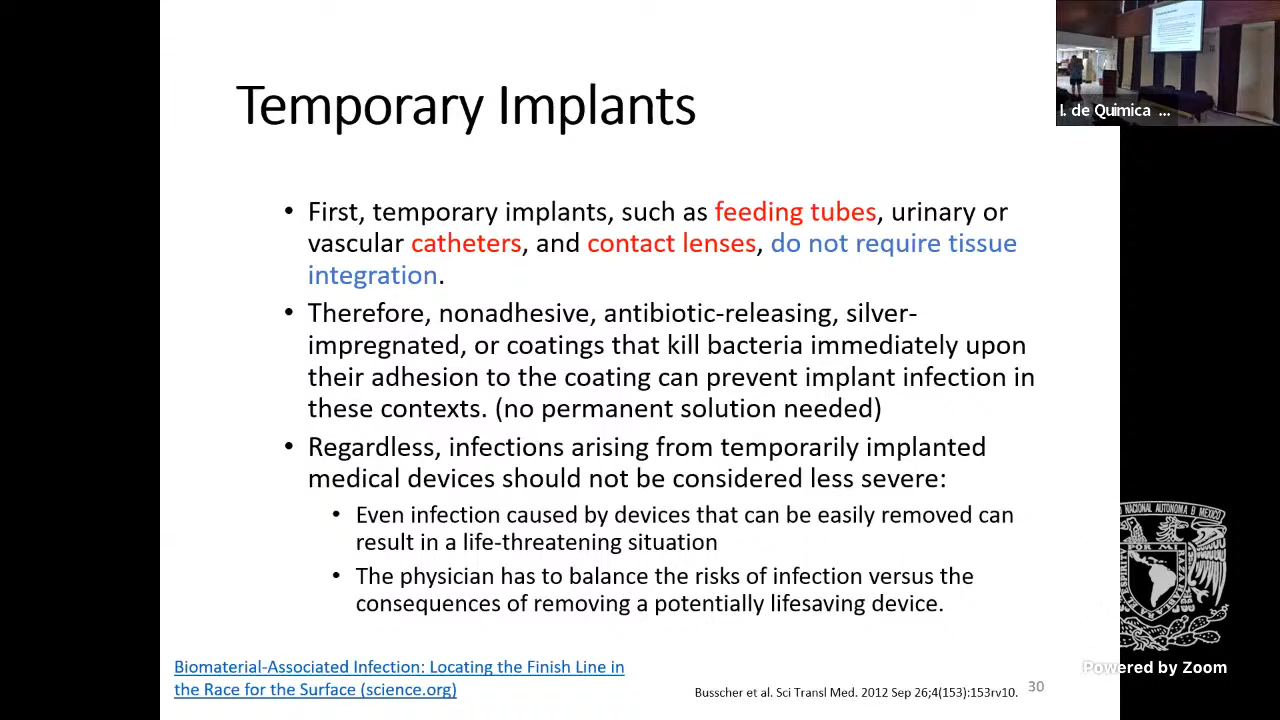 Temporary Implants
I. de Quimica ...
• First, temporary implants, such as feeding tubes, urinary or
vascular catheters, and contact lenses, do not require tissue
integration.
• Therefore, nonadhesive, antibiotic-releasing, silver-
impregnated, or coatings that kill bacteria immediately upon
their adhesion to the coating can prevent implant infection in
these contexts. (no permanent solution needed)
• Regardless, infections arising from temporarily implanted
medical devices should not be considered less severe:
• Even infection caused by devices that can be easily removed can
result in a life-threatening situation
• The physician has to balance the risks of infection versus the
consequences of removing a potentially lifesaving device.
Biomaterial-Associated Infection: Locating the Finish Line in
the Race for the Surface (science.org)
Busscher et al. Sci Transl Med. 2012 Sep 26;4(153):153rv10.
30
NACIONAL AUTONOMA
POR MI
Powered by Zoom